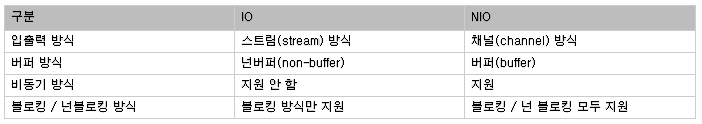 구분 IO NIO
입출력 방식 스트림(stream) 방식 채널(channel) 방식
버퍼 방식 넌버퍼(non-buffer) 버퍼(buffer)
비동기 방식 지원 안 함 지원
블로킹 / 넌블로킹 방식 블로킹 방식만 지원 블로킹 / 넌 블로킹 모두 지원